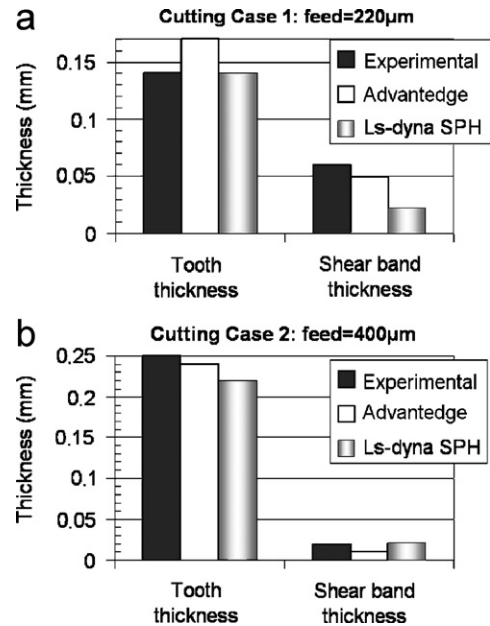 a
Cutting Case 1: feed=220µm
Thickness (mm)
0.15
0.1
0.05
0
Experimental
Advantedge
Ls-dyna SPH
Tooth
thickness
Shear band
thickness
b
Cutting Case 2: feed=400µm
Thickness (mm)
0,25
0,2
0,15
0,1
0,05
0
Experimental
Advantedge
Ls-dyna SPH
Tooth
thickness
Shear band
thickness